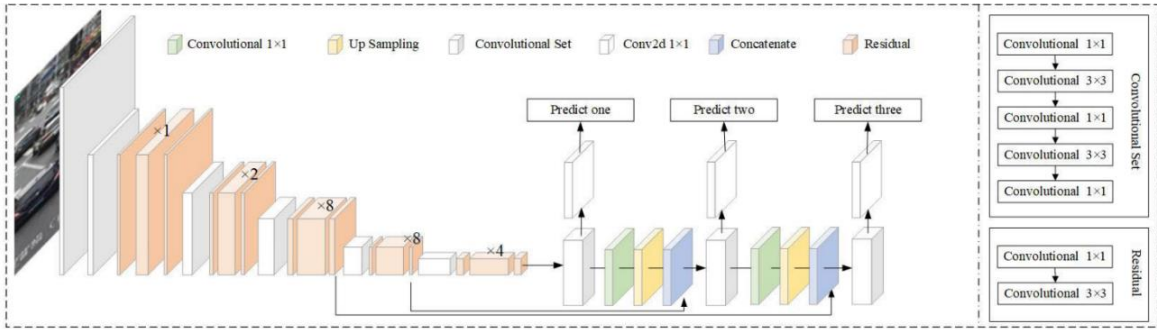 Convolutional 1×1
Up Sampling
Convolutional Set
Conv2d 1×1
Concatenate
Residual
×1
×2
×8
×8
×4
Predict one
Predict two
Predict three
Convolutional 1×1
Convolutional 3×3
Convolutional 1×1
Convolutional 3×3
Convolutional 1×1
Convolutional Set
Convolutional 1×1
Convolutional 3×3
Residual